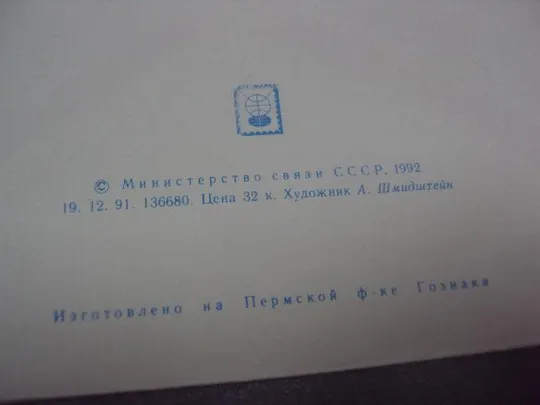 © Министерство связи СССР, 1992
19. 12. 91. 136680. Цена 32 к. Художник А. Шмидштейн
Изготовлено на Пермской ф-ке Гознака